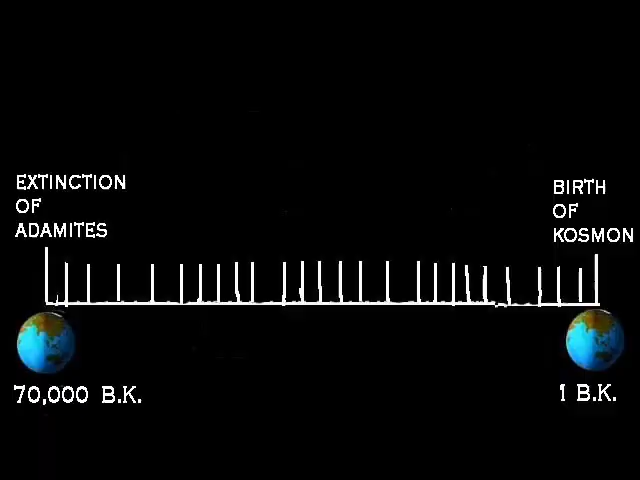 EXTINCTION
OF
ADAMITES
BIRTH
OF
KOSMON
70,000 B.K.
1 B.K.